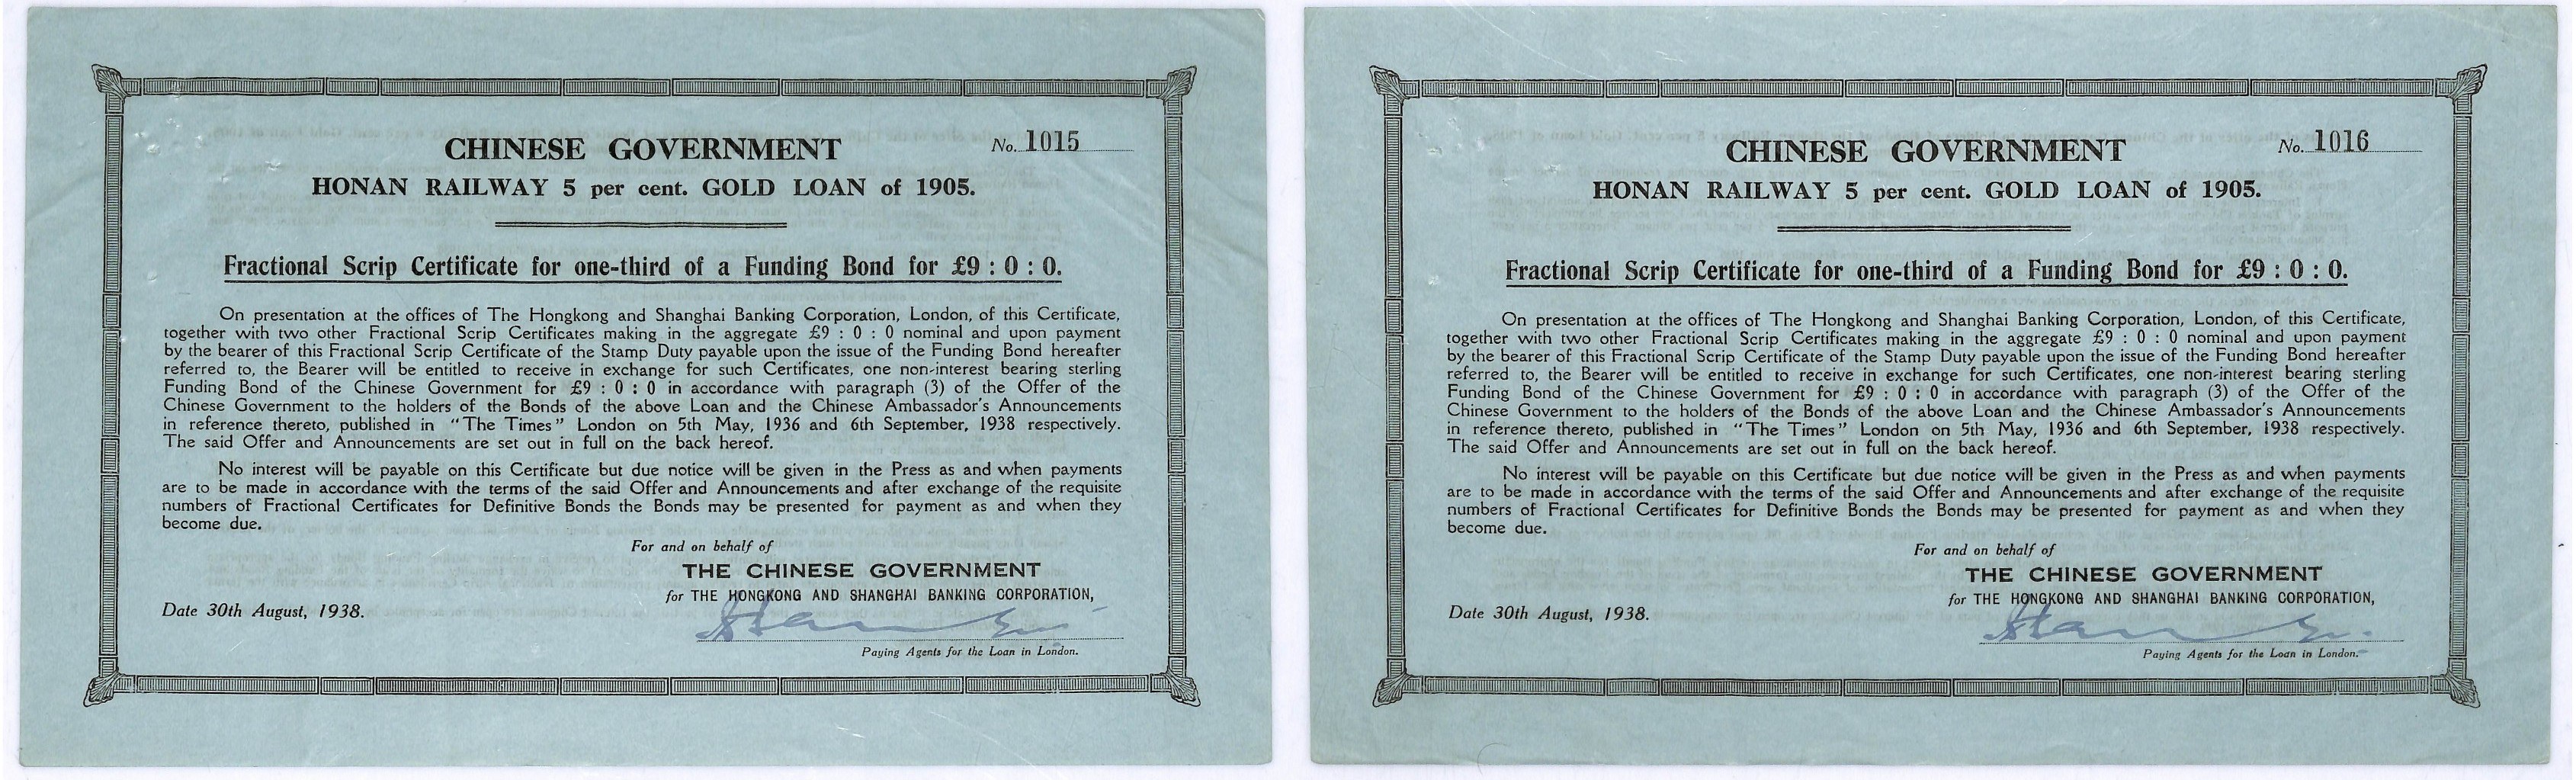 No. 1015
CHINESE GOVERNMENT
HONAN RAILWAY 5 per cent. GOLD LOAN of 1905.
Fractional Scrip Certificate for one-third of a Funding Bond for £9 : 0 : 0.
On presentation at the offices of The Hongkong and Shanghai Banking Corporation, London, of this Certificate,
together with two other Fractional Scrip Certificates making in the aggregate £9 : 0 : 0 nominal and upon payment
by the bearer of this Fractional Scrip Certificate of the Stamp Duty payable upon the issue of the Funding Bond hereafter
referred to, the Bearer will be entitled to receive in exchange for such Certificates, one non-interest bearing sterling
Funding Bond of the Chinese Government for £9 : 0 : 0 in accordance with paragraph (3) of the Offer of the
Chinese Government to the holders of the Bonds of the above Loan and the Chinese Ambassador's Announcements
in reference thereto, published in "The Times" London on 5th May, 1936 and 6th September, 1938 respectively.
The said Offer and Announcements are set out in full on the back hereof.
No interest will be payable on this Certificate but due notice will be given in the Press as and when payments
are to be made in accordance with the terms of the said Offer and Announcements and after exchange of the requisite
numbers of Fractional Certificates for Definitive Bonds the Bonds may be presented for payment as and when they
become due.
For and on behalf of
THE CHINESE GOVERNMENT
for THE HONGKONG AND SHANGHAI BANKING CORPORATION,
Date 30th August, 1938.
Paying Agents for the Loan in London.
No. 1016
CHINESE GOVERNMENT
HONAN RAILWAY 5 per cent. GOLD LOAN of 1905.
Fractional Scrip Certificate for one-third of a Funding Bond for £9 : 0 : 0.
On presentation at the offices of The Hongkong and Shanghai Banking Corporation, London, of this Certificate,
together with two other Fractional Scrip Certificates making in the aggregate £9 : 0 : 0 nominal and upon payment
by the bearer of this Fractional Scrip Certificate of the Stamp Duty payable upon the issue of the Funding Bond hereafter
referred to, the Bearer will be entitled to receive in exchange for such Certificates, one non-interest bearing sterling
Funding Bond of the Chinese Government for £9 : 0 : 0 in accordance with paragraph (3) of the Offer of the
Chinese Government to the holders of the Bonds of the above Loan and the Chinese Ambassador's Announcements
in reference thereto, published in "The Times" London on 5th May, 1936 and 6th September, 1938 respectively.
The said Offer and Announcements are set out in full on the back hereof.
No interest will be payable on this Certificate but due notice will be given in the Press as and when payments
are to be made in accordance with the terms of the said Offer and Announcements and after exchange of the requisite
numbers of Fractional Certificates for Definitive Bonds the Bonds may be presented for payment as and when they
become due.
For and on behalf of
THE CHINESE GOVERNMENT
for THE HONGKONG AND SHANGHAI BANKING CORPORATION,
Date 30th August, 1938.
Paying Agents for the Loan in London.